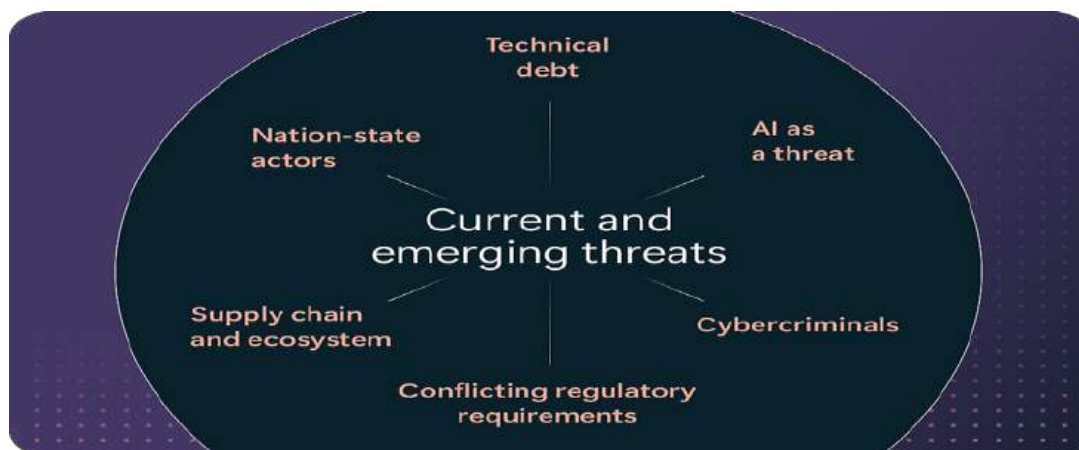 Technical
debt
AI as
a threat
Nation-state
actors
Current and
emerging threats
Supply chain
and ecosystem
Cybercriminals
Conflicting regulatory
requirements